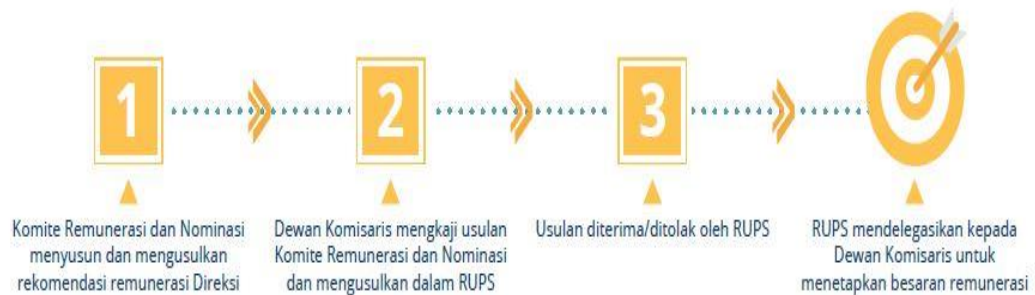 1
2
3
Komite Remunerasi dan Nominasi
menyusun dan mengusulkan
rekomendasi remunerasi Direksi
Dewan Komisaris mengkaji usulan
Komite Remunerasi dan Nominasi
dan mengusulkan dalam RUPS
Usulan diterima/ditolak oleh RUPS
RUPS mendelegasikan kepada
Dewan Komisaris untuk
menetapkan besaran remunerasi